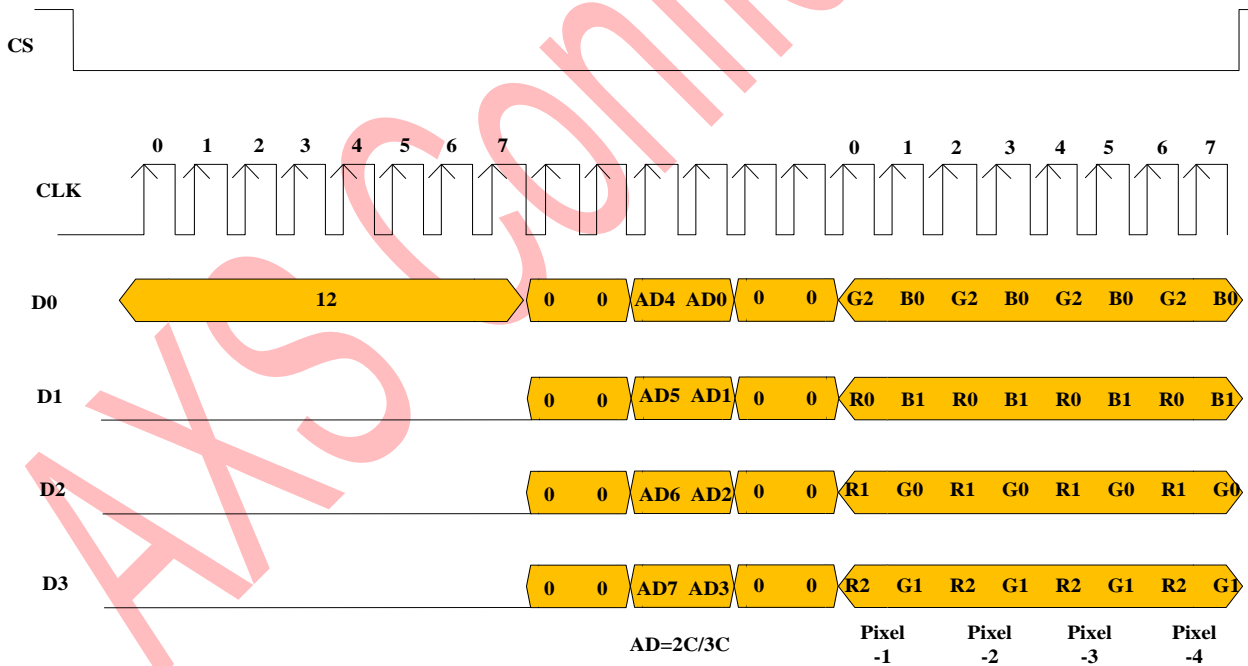 CS
0 1 2 3 4 5 6 7 0 1 2 3 4 5 6 7
CLK
D0 12 0 0 AD4 AD0 0 0 G2 B0 G2 B0 G2 B0 G2 B0
D1 0 0 AD5 AD1 0 0 R0 B1 R0 B1 R0 B1 R0 B1
D2 0 0 AD6 AD2 0 0 R1 G0 R1 G0 R1 G0 R1 G0
D3 0 0 AD7 AD3 0 0 R2 G1 R2 G1 R2 G1 R2 G1
AD=2C/3C
Pixel -1
Pixel -2
Pixel -3
Pixel -4
AXS